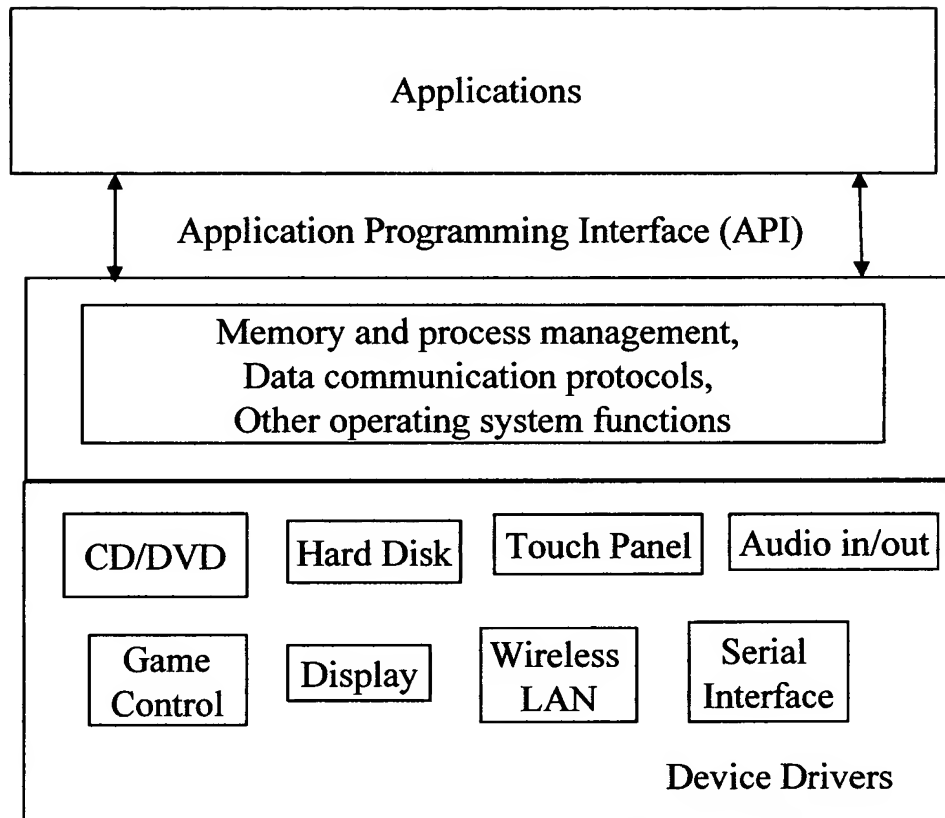 Applications
Application Programming Interface (API)
Memory and process management,
Data communication protocols,
Other operating system functions
CD/DVD
Hard Disk
Touch Panel
Audio in/out
Game
Control
Display
Wireless
LAN
Serial
Interface
Device Drivers